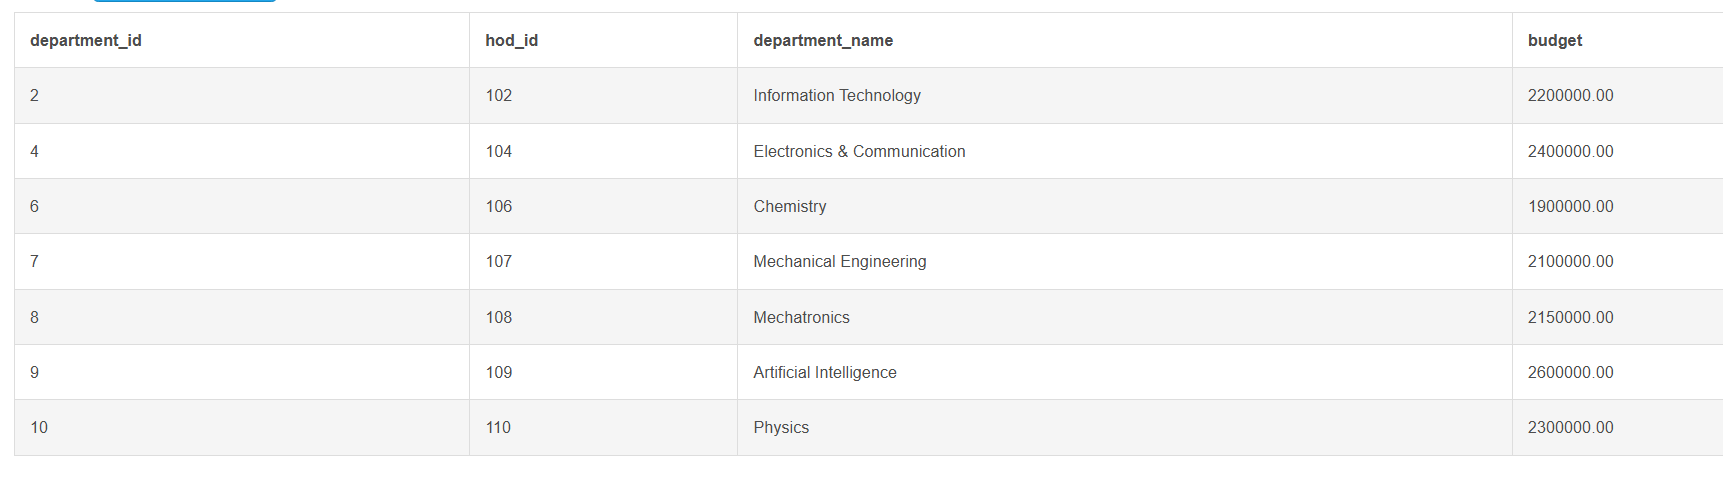 department_id hod_id department_name budget
2 102 Information Technology 2200000.00
4 104 Electronics & Communication 2400000.00
6 106 Chemistry 1900000.00
7 107 Mechanical Engineering 2100000.00
8 108 Mechatronics 2150000.00
9 109 Artificial Intelligence 2600000.00
10 110 Physics 2300000.00